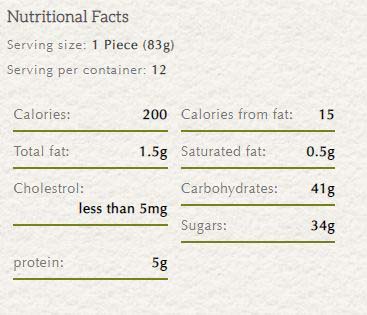 Nutritional Facts
Serving size: 1 Piece (83g)
Serving per container: 12
Calories: 200
Calories from fat: 15
Total fat: 1.5g
Saturated fat: 0.5g
Cholestrol:
less than 5mg
Carbohydrates: 41g
Sugars: 34g
protein: 5g